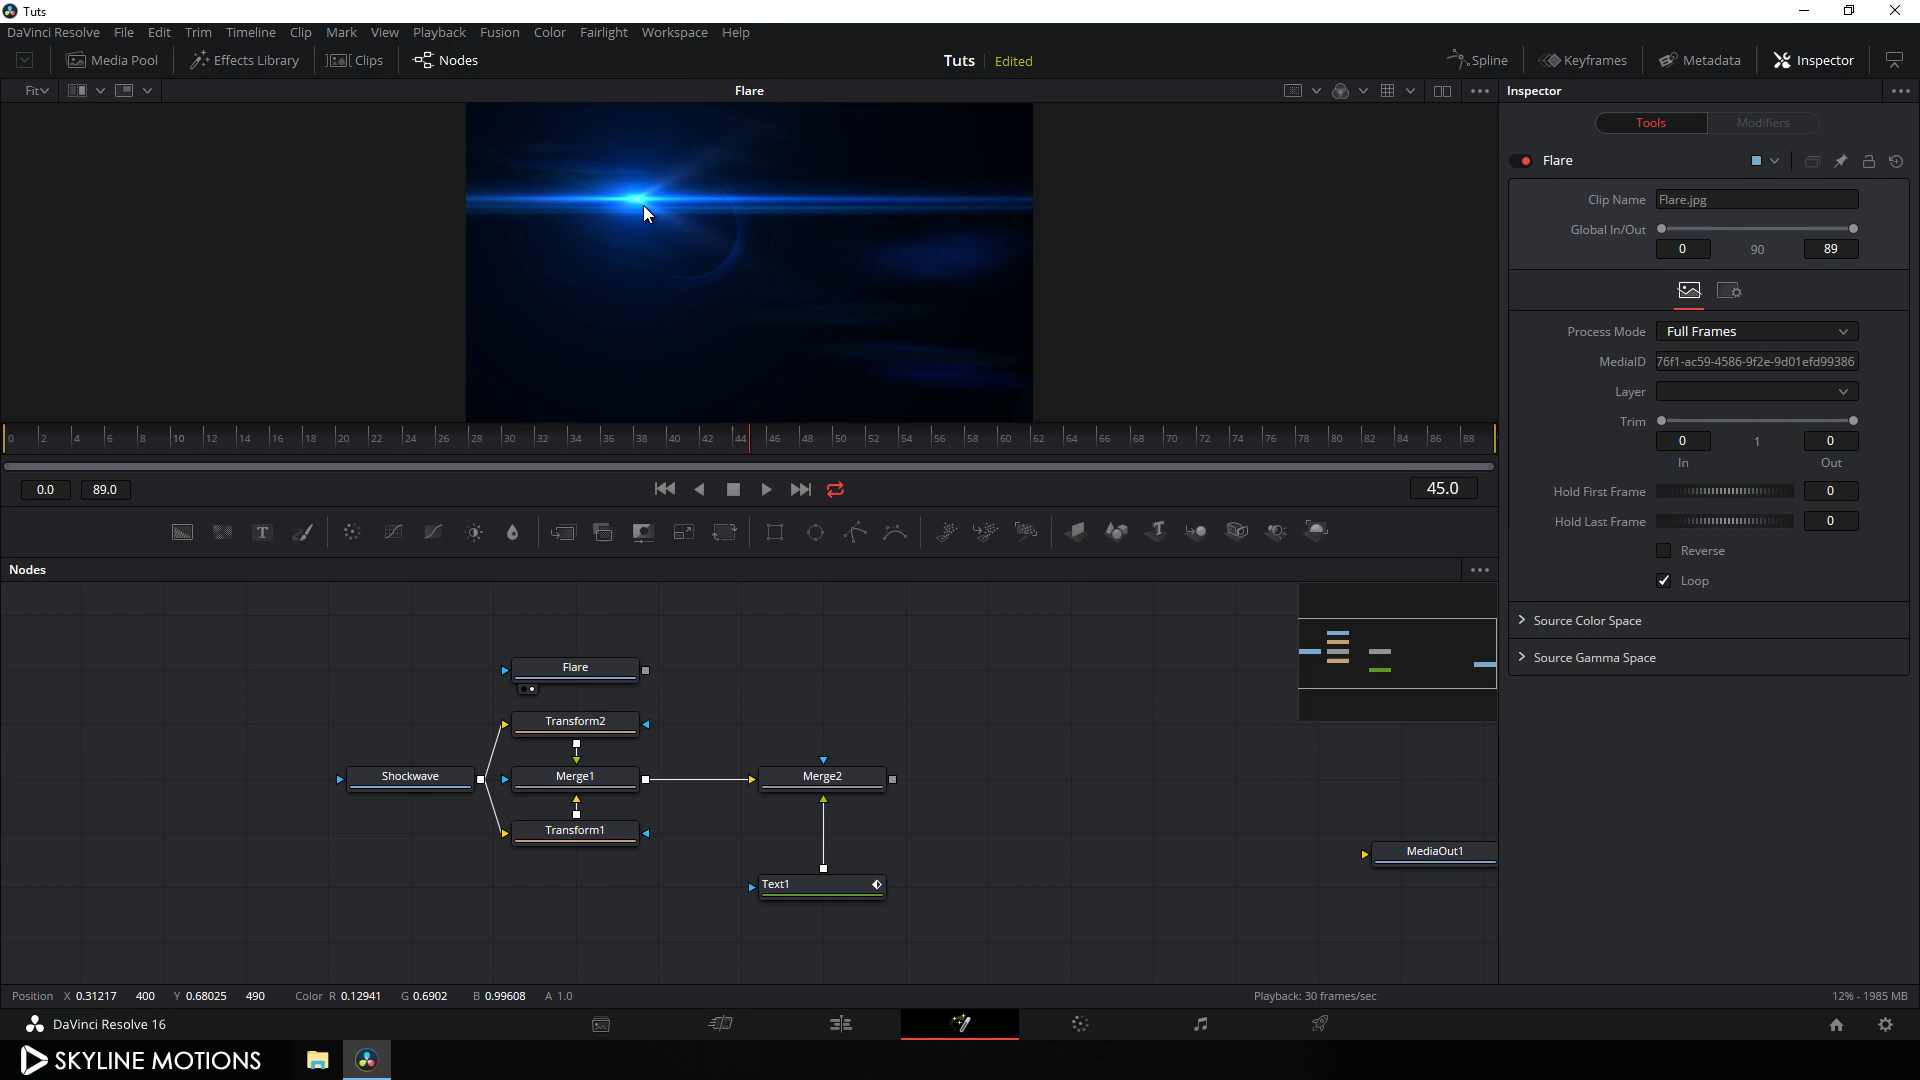 Tuts
DaVinci Resolve File Edit Trim Timeline Clip Mark View Playback Fusion Color Fairlight Workspace Help
Media Pool Effects Library Clips Nodes Tuts Edited Spline Keyframes Metadata Inspector
Fit Flare Inspector
Tools Modifiers
Flare
Clip Name Flare.jpg
Global In/Out
0 90 89
Process Mode Full Frames
MediaID 76f1-ac59-4586-9f2e-9d01efd99386
Layer
Trim
0 1 0
In Out
Hold First Frame 0
Hold Last Frame 0
Reverse
Loop
Source Color Space
Source Gamma Space
0 2 4 6 8 10 12 14 16 18 20 22 24 26 28 30 32 34 36 38 40 42 44 46 48 50 52 54 56 58 60 62 64 66 68 70 72 74 76 78 80 82 84 86 88
0.0 89.0 45.0
Nodes
Flare
Transform2
Shockwave Merge1 Merge2
Transform1
MediaOut1
Text1
Position X 0.31217 400 Y 0.68025 490 Color R 0.12941 G 0.6902 B 0.99608 A 1.0 Playback: 30 frames/sec 12% - 1985 MB
DaVinci Resolve 16
SKYLINE MOTIONS